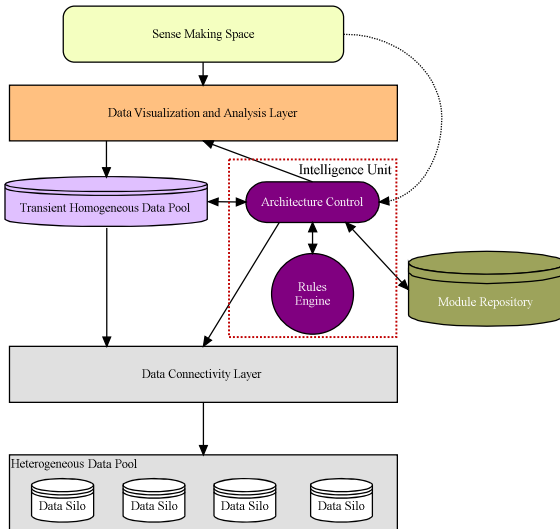 Sense Making Space
Data Visualization and Analysis Layer
Intelligence Unit
Transient Homogeneous Data Pool
Architecture Control
Rules
Engine
Module Repository
Data Connectivity Layer
Heterogeneous Data Pool
Data Silo
Data Silo
Data Silo
Data Silo